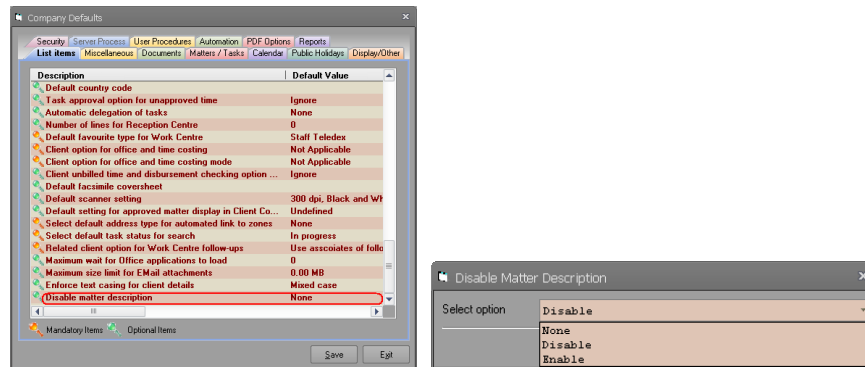 Company Defaults
Security Server Process User Procedures Automation PDF Options Reports
List items Miscellaneous Documents Matters / Tasks Calendar Public Holidays Display/Other
Description Default Value
Default country code
Task approval option for unapproved time Ignore
Automatic delegation of tasks None
Number of lines for Reception Centre 0
Default favourite type for Work Centre Staff Teledex
Client option for office and time costing Not Applicable
Client option for office and time costing mode Not Applicable
Client unbilled time and disbursement checking option ... Ignore
Default facsimile coversheet
Default scanner setting 300 dpi, Black and Wh
Default setting for approved matter display in Client Co... Undefined
Select default address type for automated link to zones None
Select default task status for search In progress
Related client option for Work Centre follow-ups Use asscoiates of follo
Maximum wait for Office applications to load 0
Maximum size limit for EMail attachments 0.00 MB
Enforce text casing for client details Mixed case
Disable matter description None
Mandatory Items Optional Items
Save Exit
Disable Matter Description
Select option Disable
None
Disable
Enable